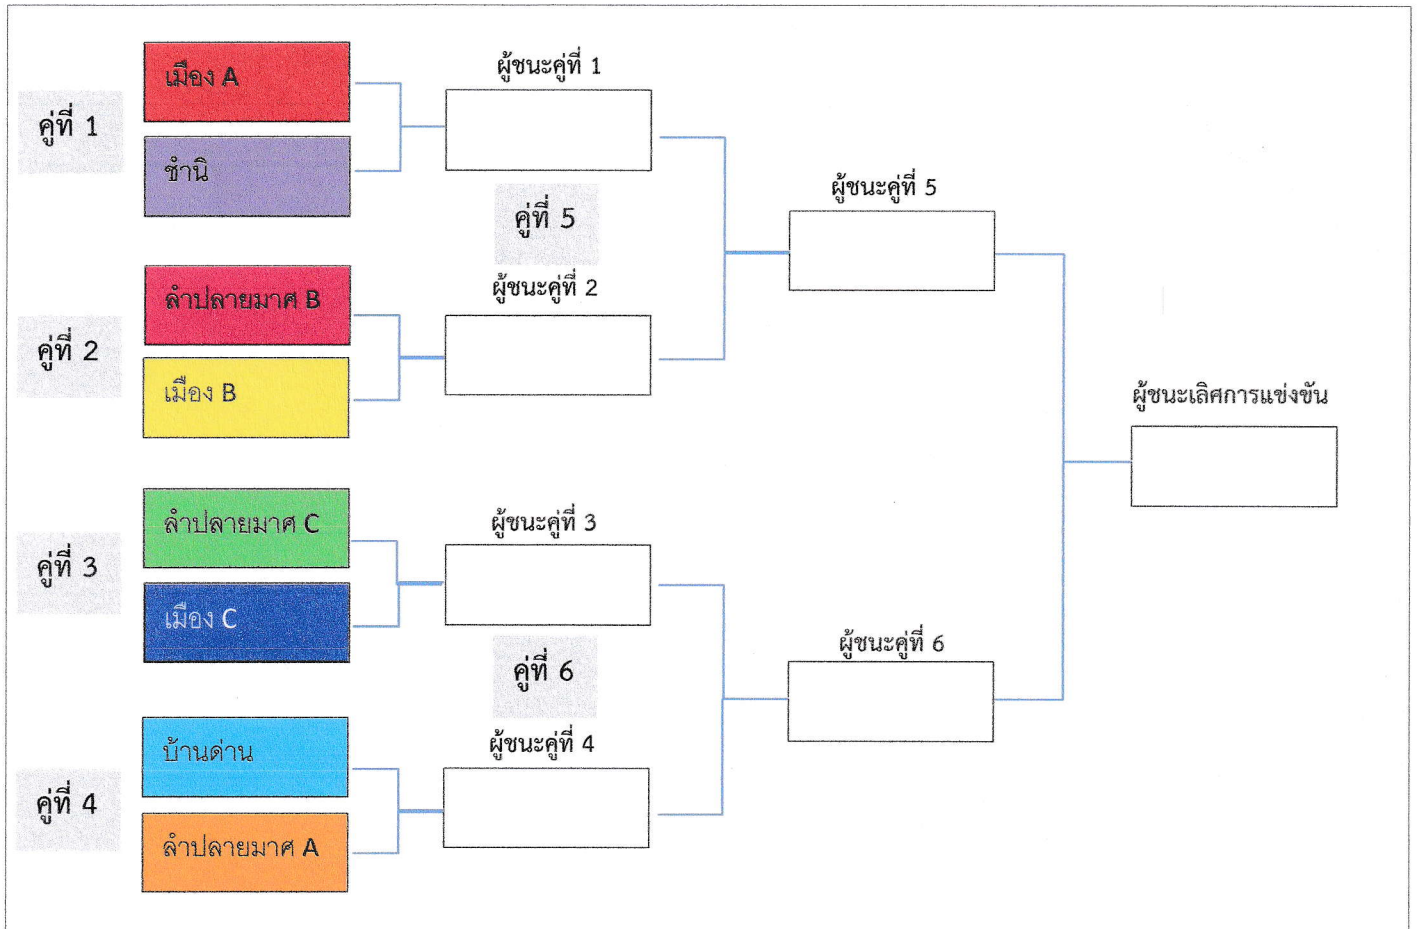 คู่ที่ 1
เมือง A
ชำนิ
ผู้ชนะคู่ที่ 1
คู่ที่ 5
ผู้ชนะคู่ที่ 5
คู่ที่ 2
ลำปลายมาศ B
เมือง B
ผู้ชนะคู่ที่ 2
ผู้ชนะเลิศการแข่งขัน
คู่ที่ 3
ลำปลายมาศ C
เมือง C
ผู้ชนะคู่ที่ 3
คู่ที่ 6
ผู้ชนะคู่ที่ 6
คู่ที่ 4
บ้านด่าน
ลำปลายมาศ A
ผู้ชนะคู่ที่ 4